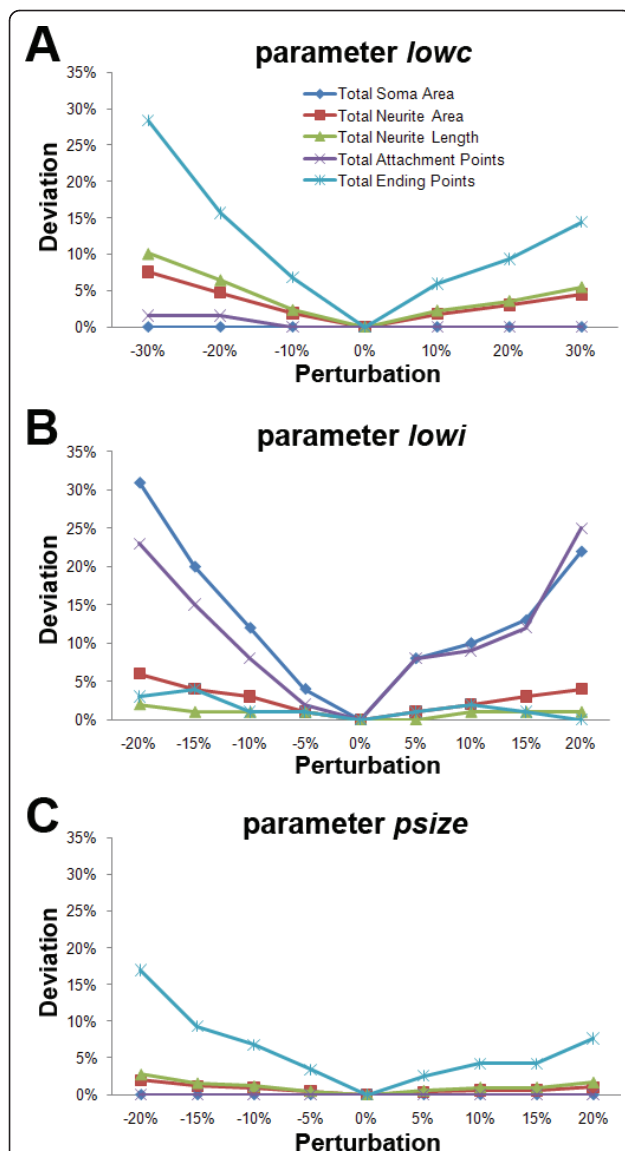 A
parameter lowc
35%
30%
25%
20%
15%
10%
5%
0%
Deviation
Total Soma Area
Total Neurite Area
Total Neurite Length
Total Attachment Points
Total Ending Points
-30% -20% -10% 0% 10% 20% 30%
Perturbation
B
parameter lowi
35%
30%
25%
20%
15%
10%
5%
0%
Deviation
-20% -15% -10% -5% 0% 5% 10% 15% 20%
Perturbation
C
parameter psize
35%
30%
25%
20%
15%
10%
5%
0%
Deviation
-20% -15% -10% -5% 0% 5% 10% 15% 20%
Perturbation